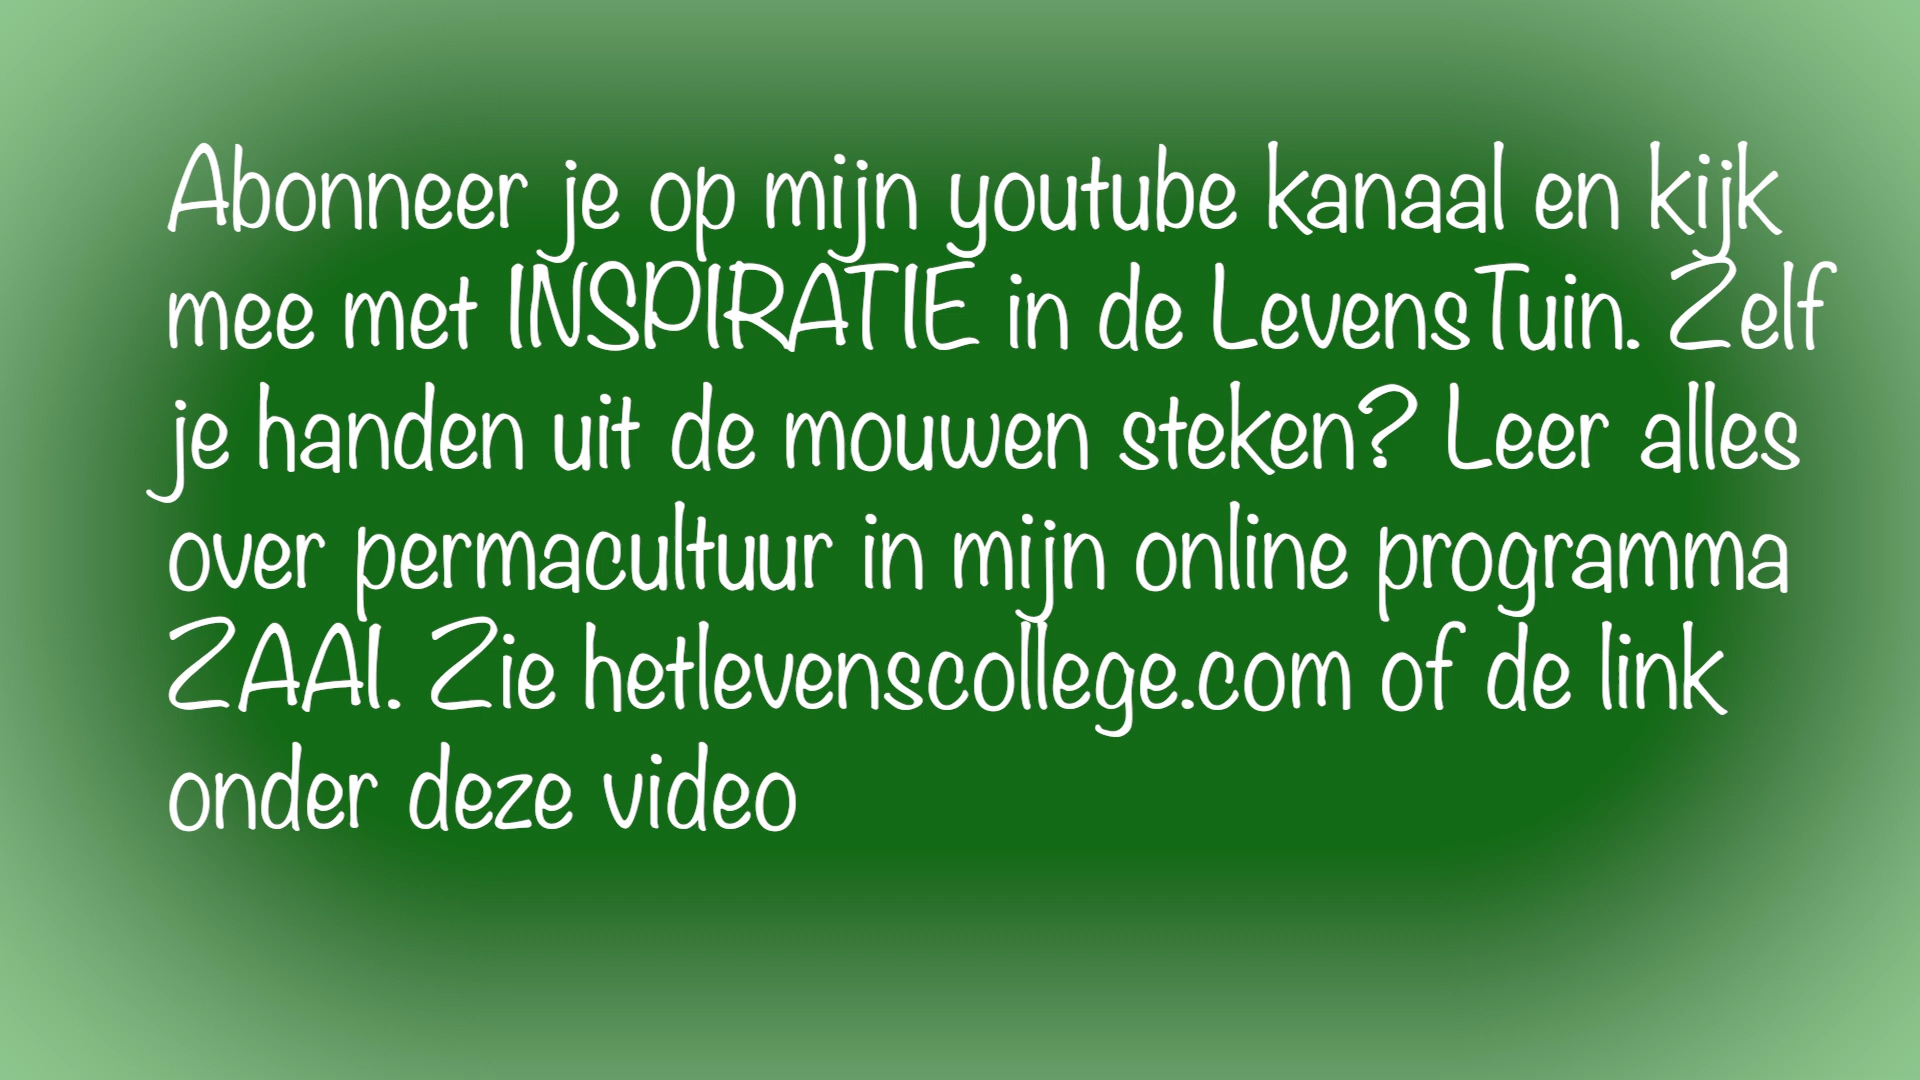 Abonneer je op mijn youtube kanaal en kijk
mee met INSPIRATIE in de LevensTuin. Zelf
je handen uit de mouwen steken? Leer alles
over permacultuur in mijn online programma
ZAAI. Zie hetlevenscollege.com of de link
onder deze video